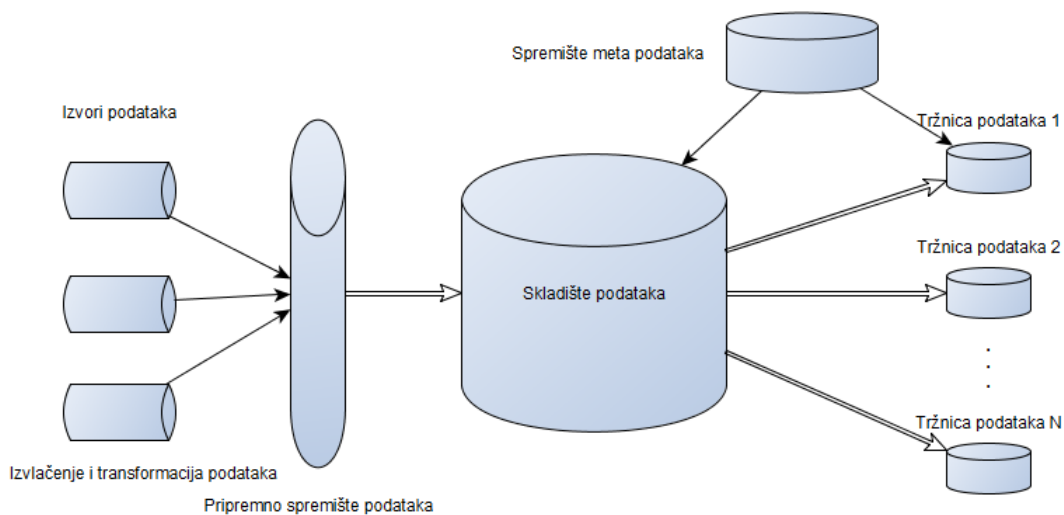 Spremište meta podataka
Izvori podataka
Tržnica podataka 1
Tržnica podataka 2
Skladište podataka
.
.
.
Tržnica podataka N
Izvlačenje i transformacija podataka
Pripremno spremište podataka